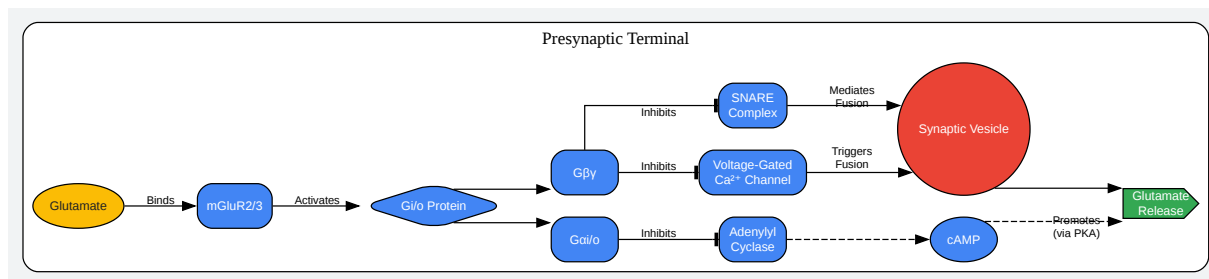 Presynaptic Terminal
Glutamate
Binds
mGluR2/3
Activates
Gi/o Protein
Gβγ
Inhibits
SNARE
Complex
Mediates
Fusion
Synaptic Vesicle
Inhibits
Voltage-Gated
Ca²⁺ Channel
Triggers
Fusion
Gαi/o
Inhibits
Adenylyl
Cyclase
cAMP
Promotes
(via PKA)
Glutamate
Release